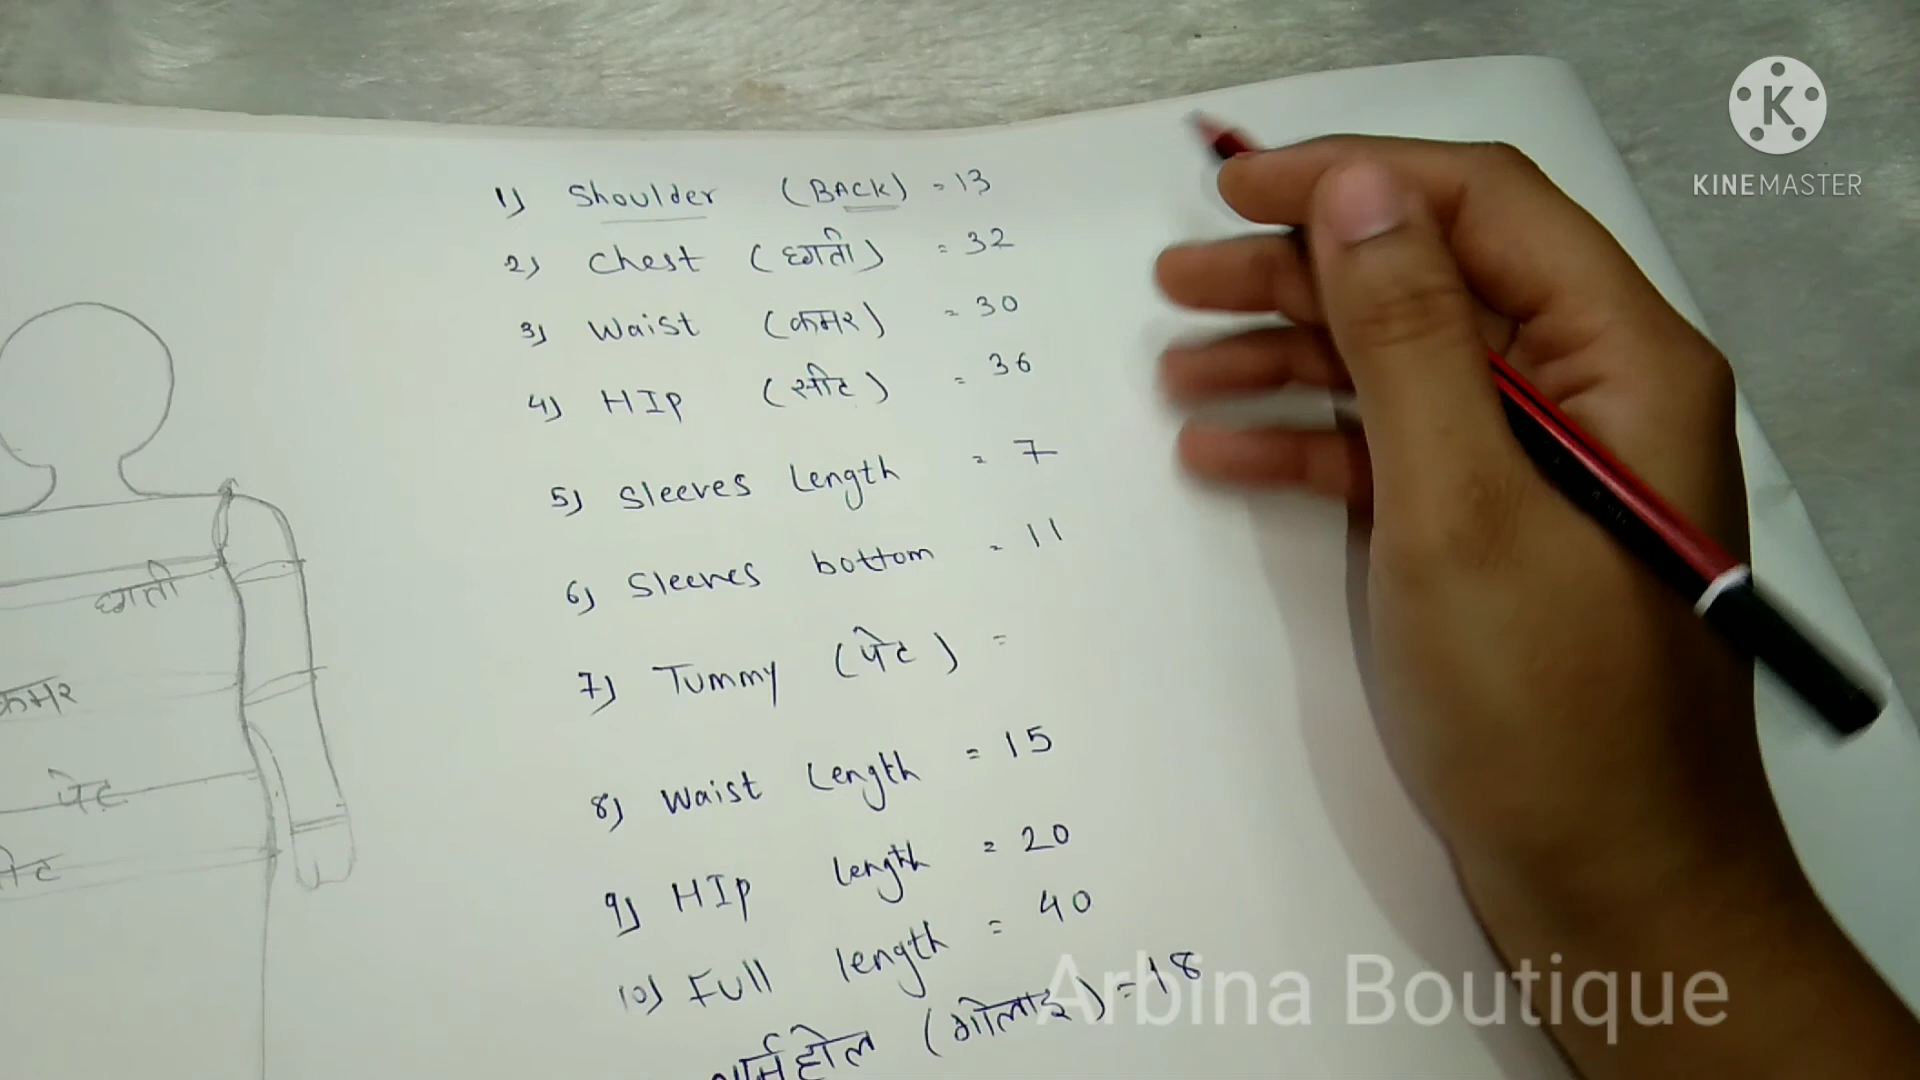 KINEMASTER
1) Shoulder (BACK) = 13
2) Chest (छाती) = 32
3) Waist (कमर) = 30
4) HIp (सीट) = 36
5) Sleeves Length = 7
6) Sleeves bottom = 11
7) Tummy (पेट) =
8) Waist Length = 15
9) HIp length = 20
10) Full length = 40
आर्महोल (गोलाइ) = 18
छाती
कमर
पेट
Arbina Boutique